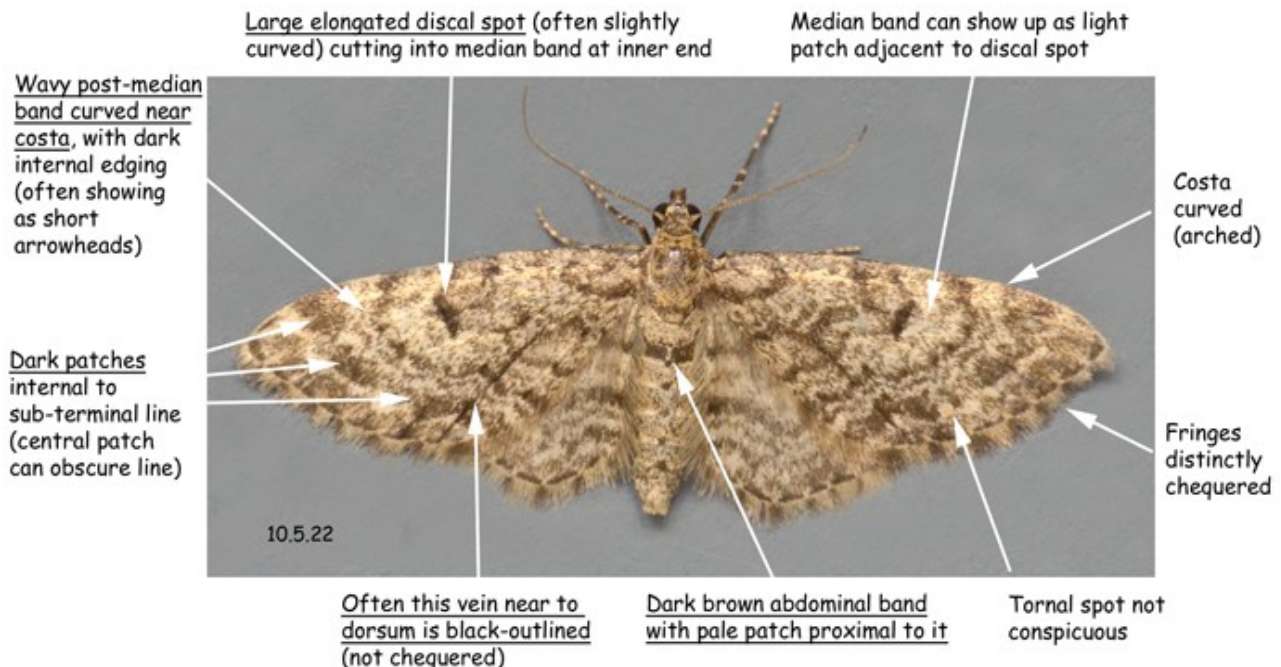 Large elongated discal spot (often slightly
curved) cutting into median band at inner end
Median band can show up as light
patch adjacent to discal spot
Wavy post-median
band curved near
costa, with dark
internal edging
(often showing
as short
arrowheads)
Costa
curved
(arched)
Dark patches
internal to
sub-terminal line
(central patch
can obscure line)
Fringes
distinctly
chequered
10.5.22
Often this vein near to
dorsum is black-outlined
(not chequered)
Dark brown abdominal band
with pale patch proximal to it
Tornal spot not
conspicuous